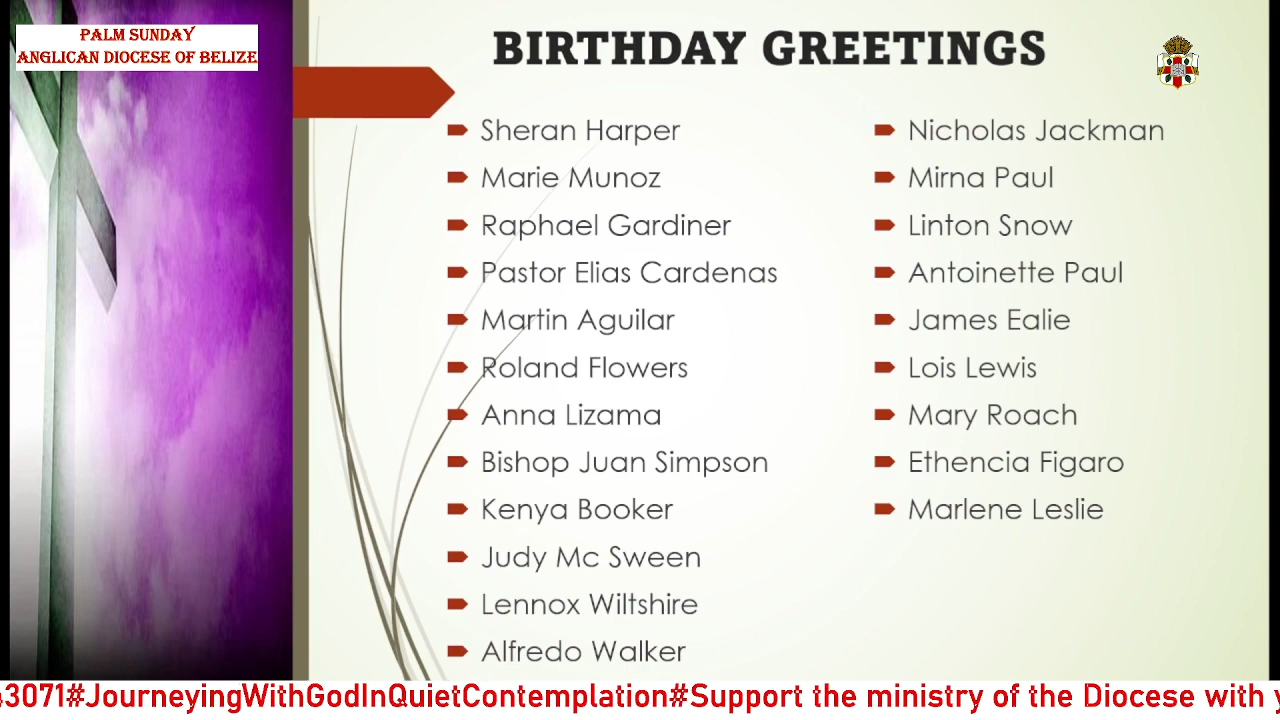 PALM SUNDAY
ANGLICAN DIOCESE OF BELIZE
BIRTHDAY GREETINGS
Sheran Harper
Marie Munoz
Raphael Gardiner
Pastor Elias Cardenas
Martin Aguilar
Roland Flowers
Anna Lizama
Bishop Juan Simpson
Kenya Booker
Judy Mc Sween
Lennox Wiltshire
Alfredo Walker
Nicholas Jackman
Mirna Paul
Linton Snow
Antoinette Paul
James Ealie
Lois Lewis
Mary Roach
Ethencia Figaro
Marlene Leslie
3071#JourneyingWithGodInQuietContemplation#Support the ministry of the Diocese with